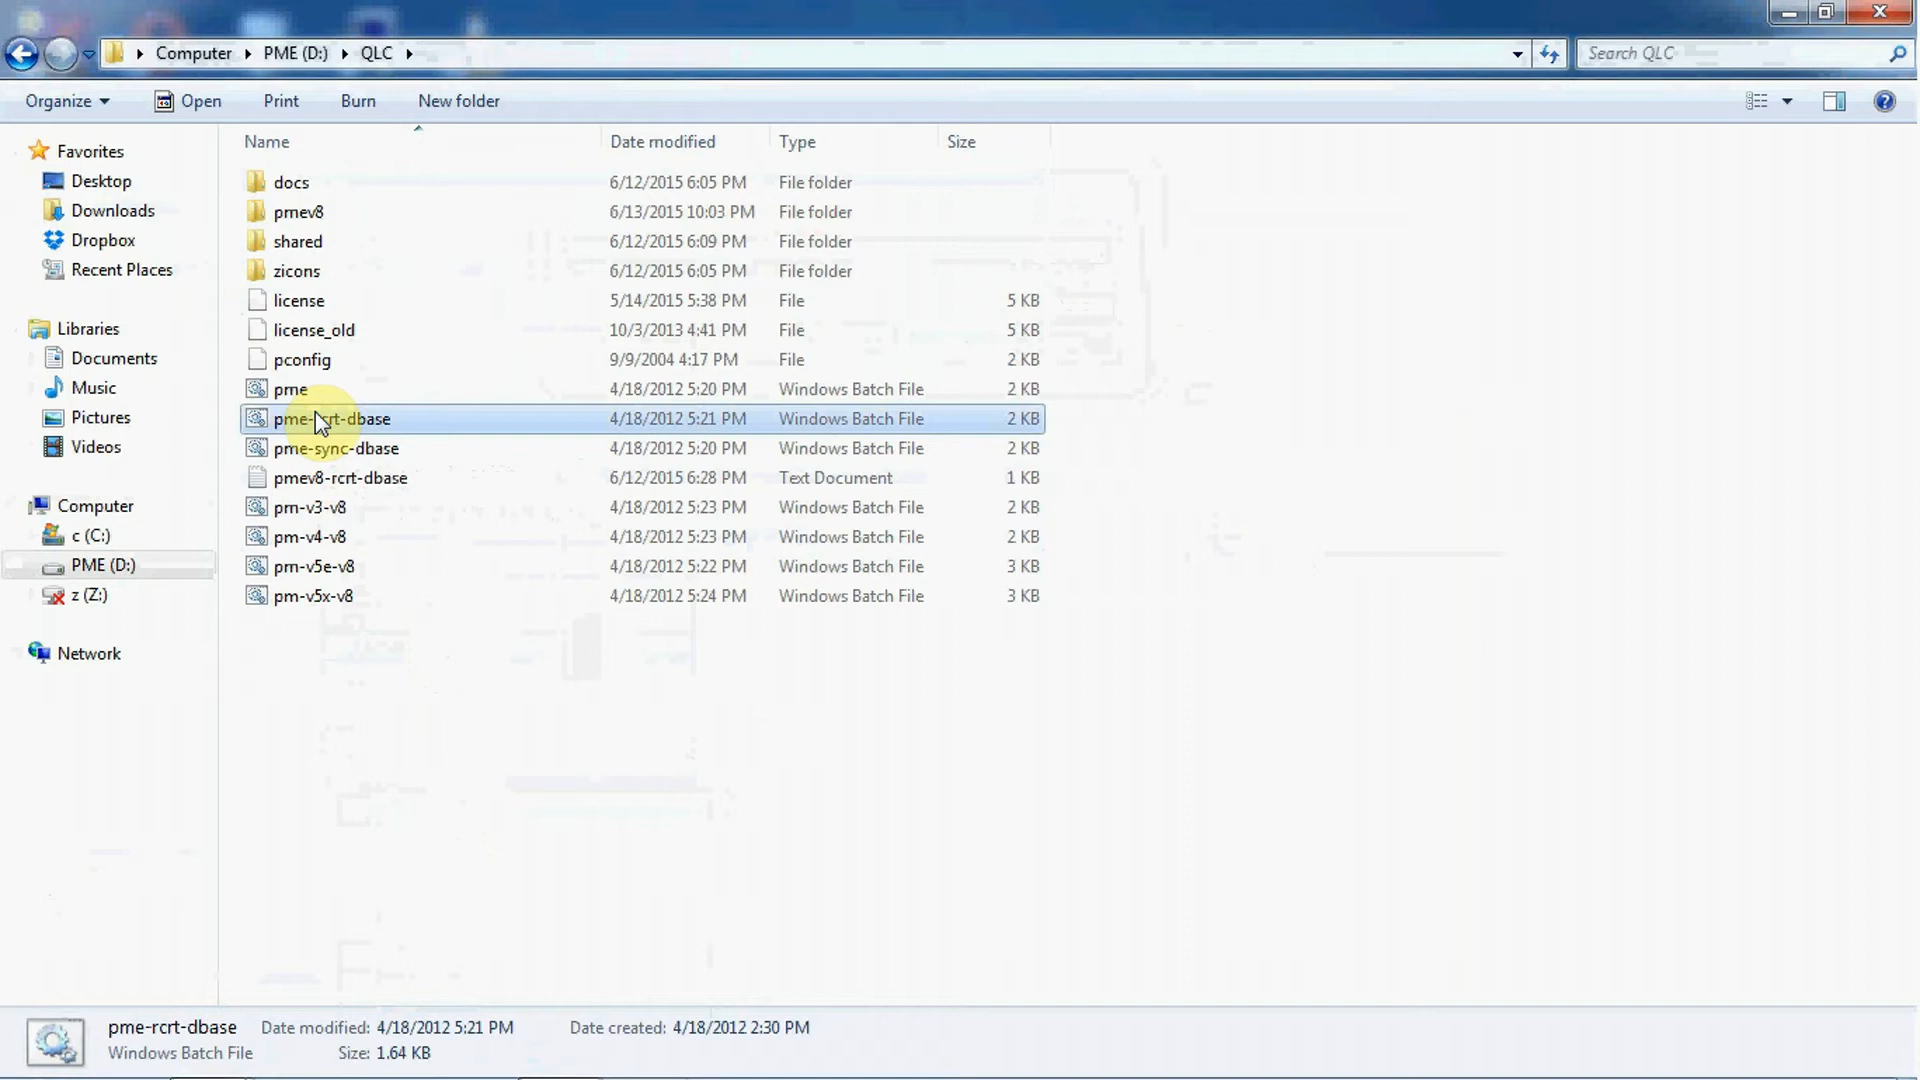 Computer PME (D:) QLC
Search QLC
Organize Open Print Burn New folder
Name Date modified Type Size
Favorites
Desktop
Downloads
Dropbox
Recent Places
Libraries
Documents
Music
Pictures
Videos
Computer
c (C:)
PME (D:)
z (Z:)
Network
docs 6/12/2015 6:05 PM File folder
pmev8 6/13/2015 10:03 PM File folder
shared 6/12/2015 6:09 PM File folder
zicons 6/12/2015 6:05 PM File folder
license 5/14/2015 5:38 PM File 5 KB
license_old 10/3/2013 4:41 PM File 5 KB
pconfig 9/9/2004 4:17 PM File 2 KB
pme 4/18/2012 5:20 PM Windows Batch File 2 KB
pme-rcrt-dbase 4/18/2012 5:21 PM Windows Batch File 2 KB
pme-sync-dbase 4/18/2012 5:20 PM Windows Batch File 2 KB
pmev8-rcrt-dbase 6/12/2015 6:28 PM Text Document 1 KB
pm-v3-v8 4/18/2012 5:23 PM Windows Batch File 2 KB
pm-v4-v8 4/18/2012 5:23 PM Windows Batch File 2 KB
pm-v5e-v8 4/18/2012 5:22 PM Windows Batch File 3 KB
pm-v5x-v8 4/18/2012 5:24 PM Windows Batch File 3 KB
pme-rcrt-dbase Date modified: 4/18/2012 5:21 PM Date created: 4/18/2012 2:30 PM
Windows Batch File Size: 1.64 KB